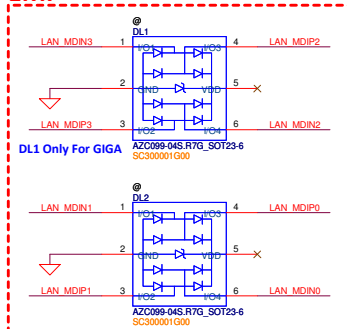 @
DL1
LAN_MDIN3 1 I/O1 I/O3 4 LAN_MDIP2
2 GND VDD 5
LAN_MDIP3 3 I/O2 I/O4 6 LAN_MDIN2
DL1 Only For GIGA
AZC099-04S.R7G_SOT23-6
SC300001G00
@
DL2
LAN_MDIN1 1 I/O1 I/O3 4 LAN_MDIP0
2 GND VDD 5
LAN_MDIP1 3 I/O2 I/O4 6 LAN_MDIN0
AZC099-04S.R7G_SOT23-6
SC300001G00